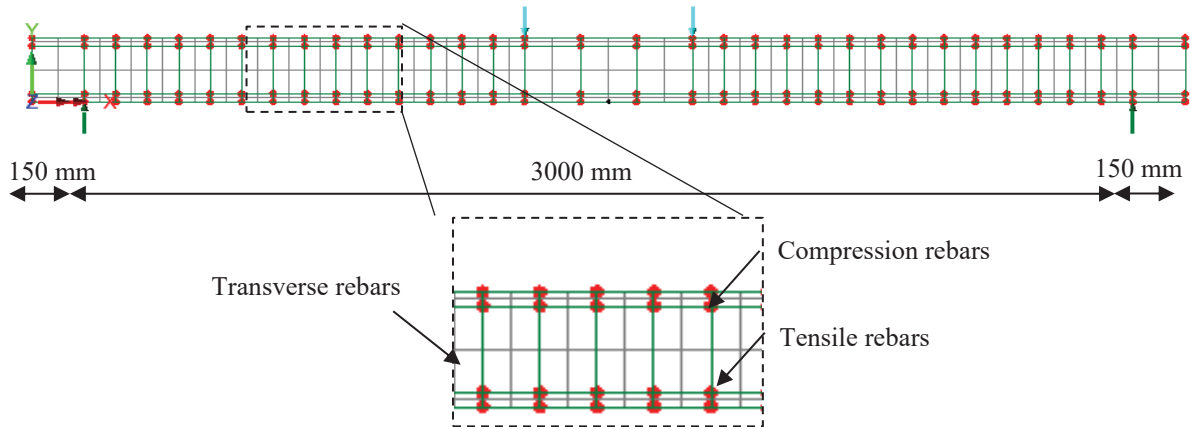 Y
Z
X
150 mm
3000 mm
150 mm
Compression rebars
Transverse rebars
Tensile rebars